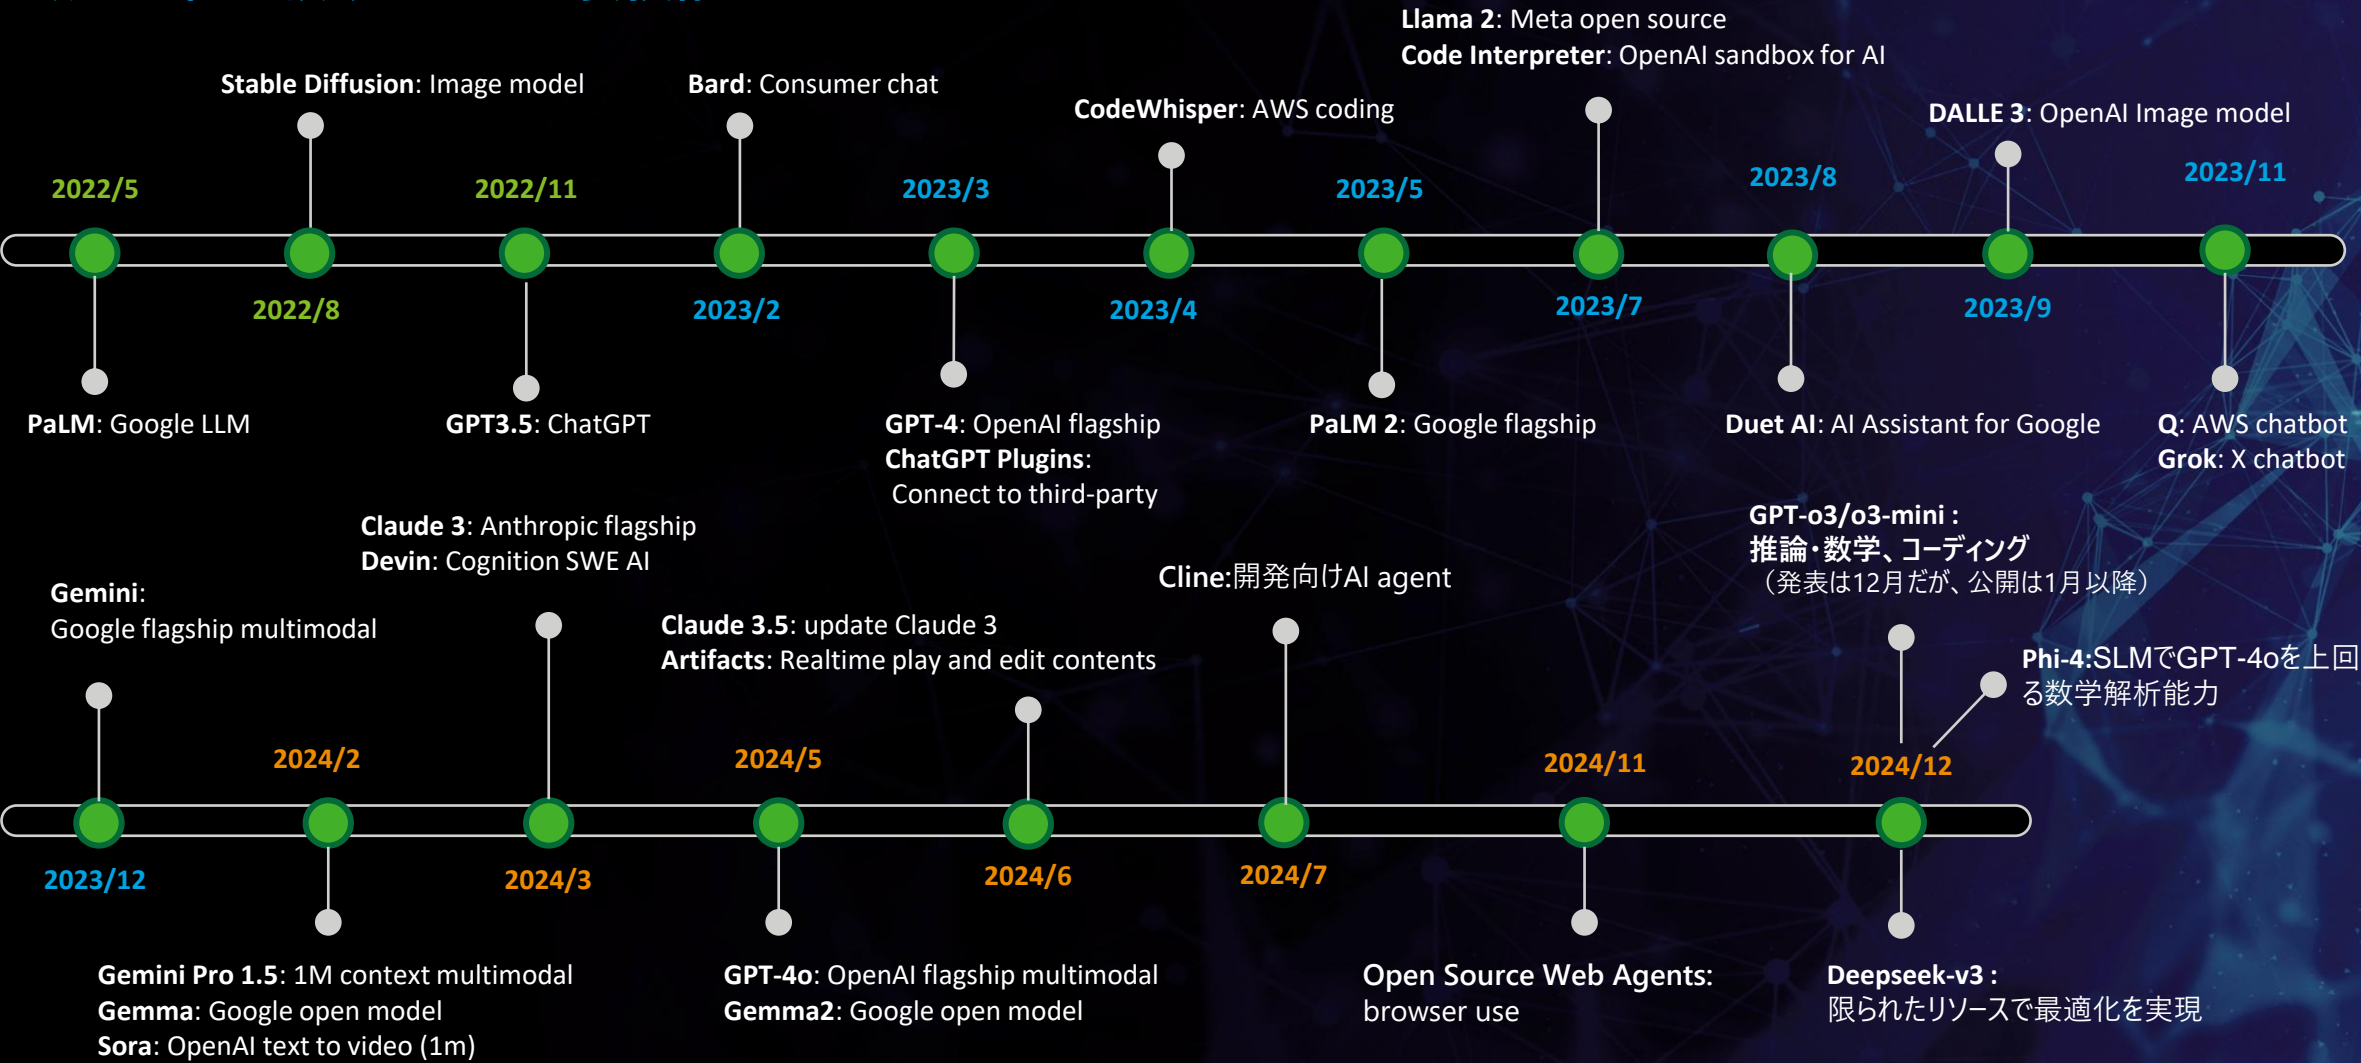 Llama 2: Meta open source
Code Interpreter: OpenAI sandbox for AI
Stable Diffusion: Image model
Bard: Consumer chat
CodeWhisper: AWS coding
DALLE 3: OpenAI Image model
2022/5
2022/11
2023/3
2023/5
2023/8
2023/11
2022/8
2023/2
2023/4
2023/7
2023/9
PaLM: Google LLM
GPT3.5: ChatGPT
GPT-4: OpenAI flagship
ChatGPT Plugins:
Connect to third-party
PaLM 2: Google flagship
Duet AI: AI Assistant for Google
Q: AWS chatbot
Grok: X chatbot
Gemini:
Google flagship multimodal
Claude 3: Anthropic flagship
Devin: Cognition SWE AI
Claude 3.5: update Claude 3
Artifacts: Realtime play and edit contents
Cline:開発向けAI agent
GPT-o3/o3-mini :
推論・数学、コーディング
（発表は12月だが、公開は1月以降）
Phi-4:SLMでGPT-4oを上回
る数学解析能力
2024/2
2024/5
2024/11
2024/12
2023/12
2024/3
2024/6
2024/7
Gemini Pro 1.5: 1M context multimodal
Gemma: Google open model
Sora: OpenAI text to video (1m)
GPT-4o: OpenAI flagship multimodal
Gemma2: Google open model
Open Source Web Agents:
browser use
Deepseek-v3 :
限られたリソースで最適化を実現